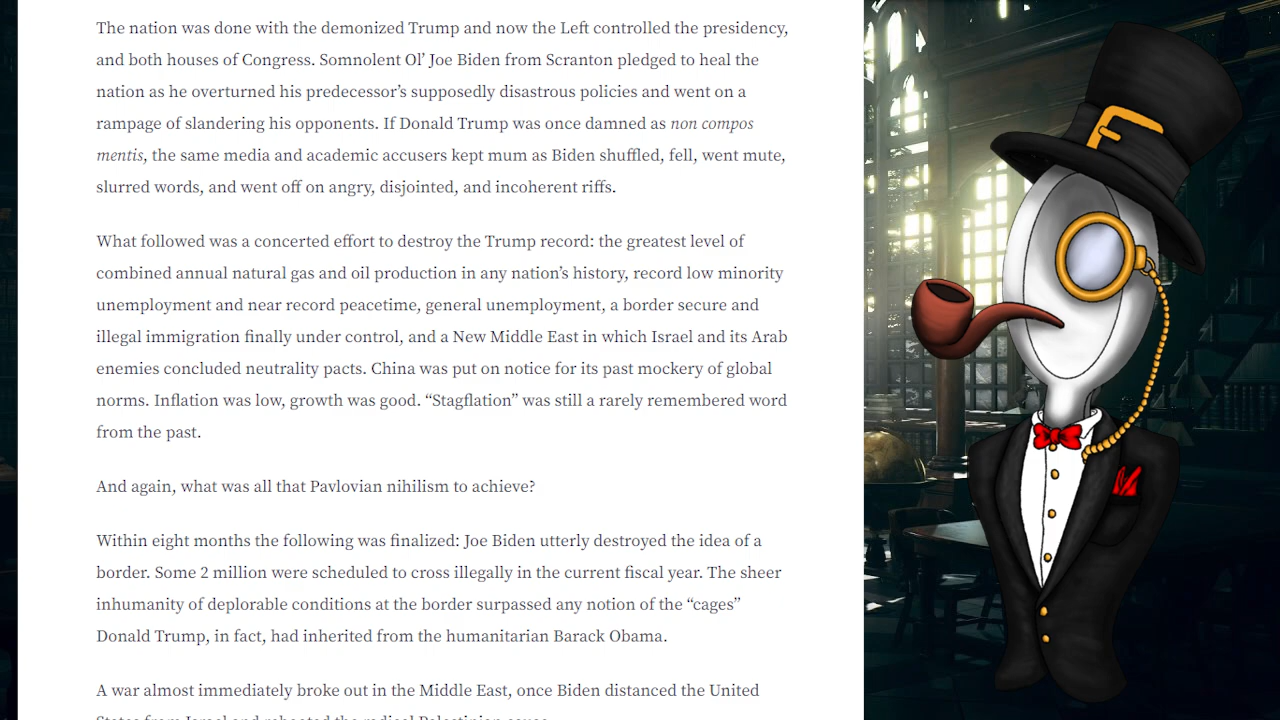 The nation was done with the demonized Trump and now the Left controlled the presidency,
and both houses of Congress. Somnolent Ol’ Joe Biden from Scranton pledged to heal the
nation as he overturned his predecessor’s supposedly disastrous policies and went on a
rampage of slandering his opponents. If Donald Trump was once damned as non compos
mentis, the same media and academic accusers kept mum as Biden shuffled, fell, went mute,
slurred words, and went off on angry, disjointed, and incoherent riffs.
What followed was a concerted effort to destroy the Trump record: the greatest level of
combined annual natural gas and oil production in any nation’s history, record low minority
unemployment and near record peacetime, general unemployment, a border secure and
illegal immigration finally under control, and a New Middle East in which Israel and its Arab
enemies concluded neutrality pacts. China was put on notice for its past mockery of global
norms. Inflation was low, growth was good. “Stagflation” was still a rarely remembered word
from the past.
And again, what was all that Pavlovian nihilism to achieve?
Within eight months the following was finalized: Joe Biden utterly destroyed the idea of a
border. Some 2 million were scheduled to cross illegally in the current fiscal year. The sheer
inhumanity of deplorable conditions at the border surpassed any notion of the “cages”
Donald Trump, in fact, had inherited from the humanitarian Barack Obama.
A war almost immediately broke out in the Middle East, once Biden distanced the United
States from Israel and rebooted the radical Palestinian cause.
F